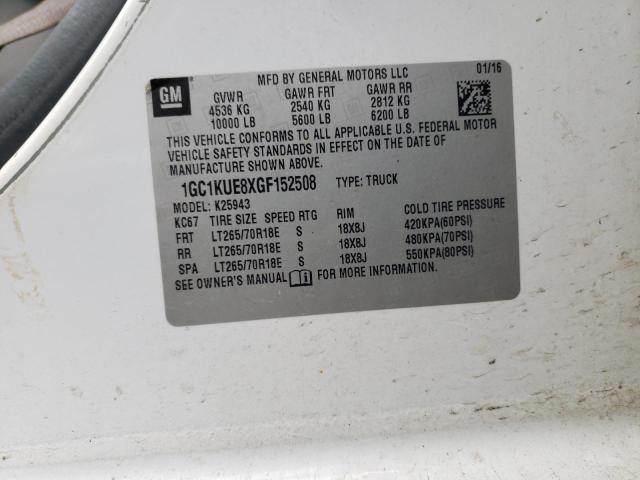 MFD BY GENERAL MOTORS LLC 01/16
GM
GVWR GAWR FRT GAWR RR
4536 KG 2540 KG 2812 KG
10000 LB 5600 LB 6200 LB
THIS VEHICLE CONFORMS TO ALL APPLICABLE U.S. FEDERAL MOTOR
VEHICLE SAFETY STANDARDS IN EFFECT ON THE DATE OF
MANUFACTURE SHOWN ABOVE.
1GC1KUE8XGF152508 TYPE: TRUCK
MODEL: K25943
KC67 TIRE SIZE SPEED RTG RIM COLD TIRE PRESSURE
FRT LT265/70R18E S 18X8J 420KPA(60PSI)
RR LT265/70R18E S 18X8J 480KPA(70PSI)
SPA LT265/70R18E S 18X8J 550KPA(80PSI)
SEE OWNER'S MANUAL FOR MORE INFORMATION.